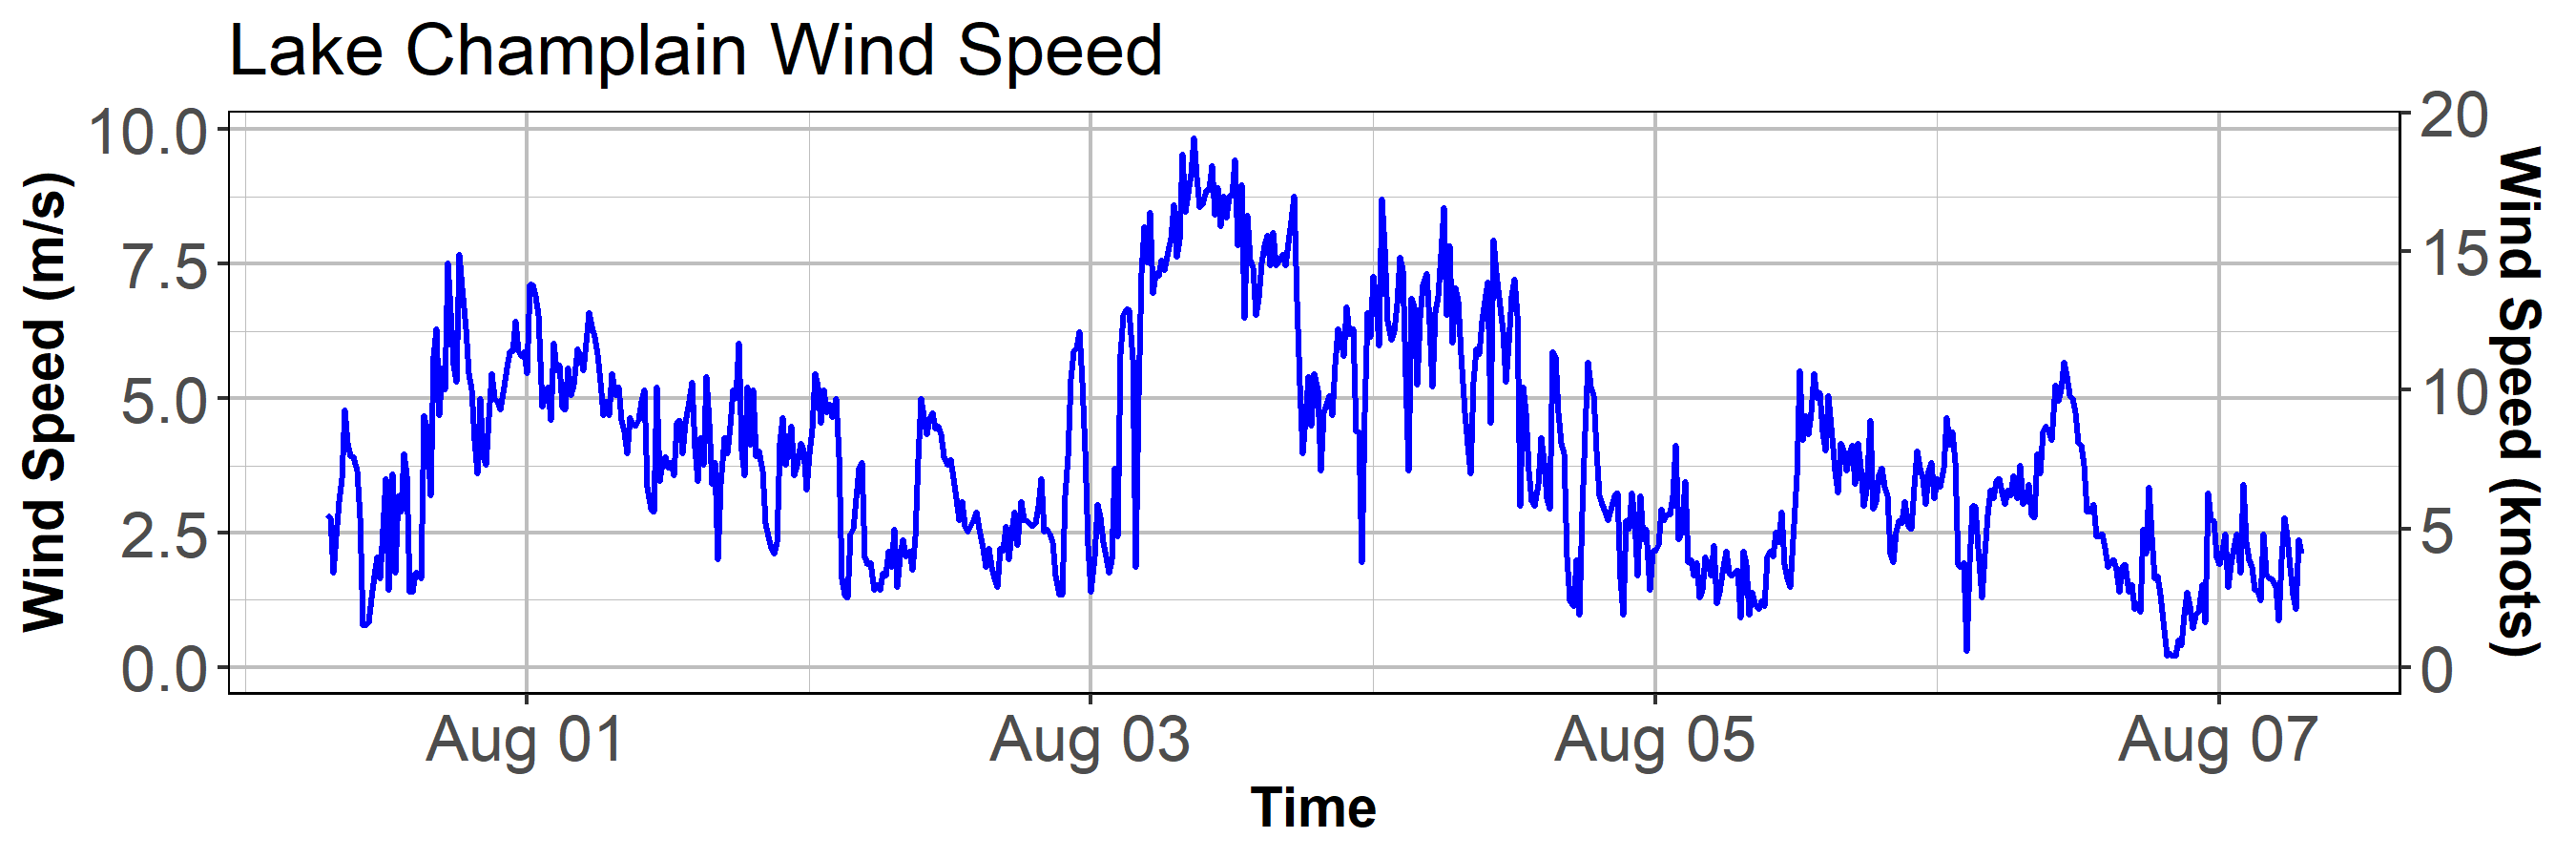 Lake Champlain Wind Speed
10.0
7.5
5.0
2.5
0.0
Wind Speed (m/s)
20
15
10
5
0
Wind Speed (knots)
Aug 01
Aug 03
Aug 05
Aug 07
Time